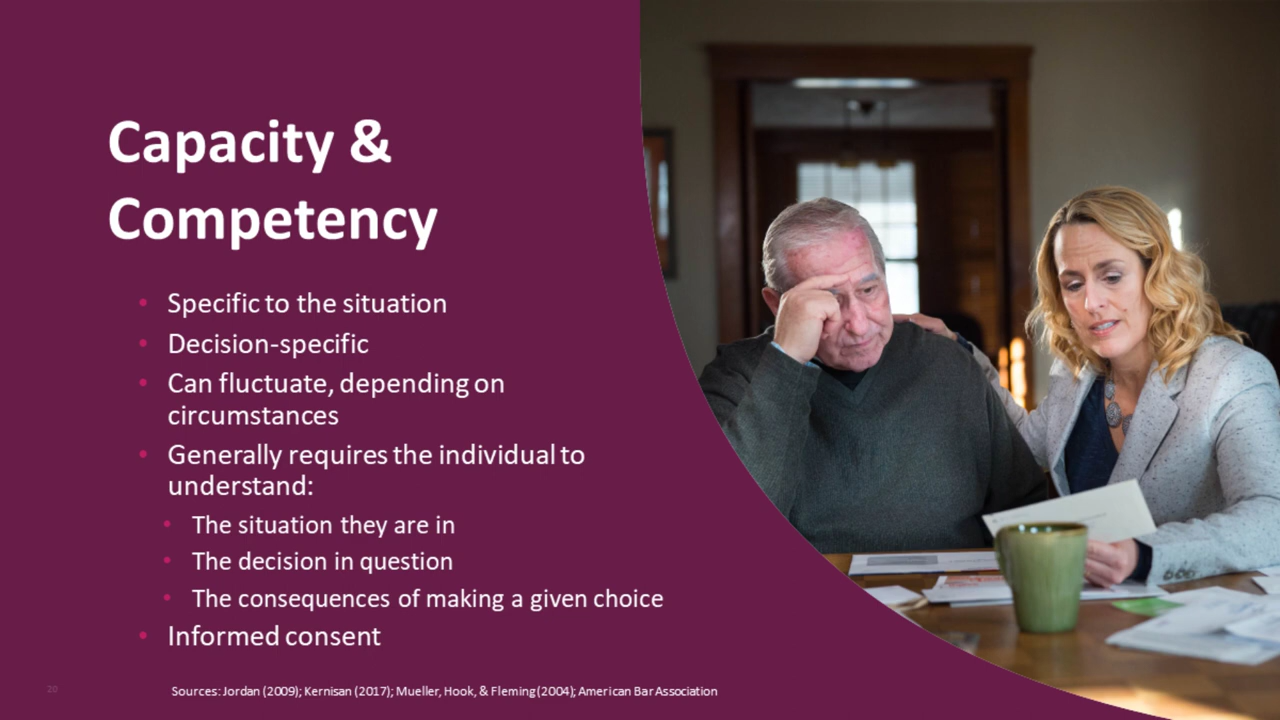 Capacity &
Competency
• Specific to the situation
• Decision-specific
• Can fluctuate, depending on
circumstances
• Generally requires the individual to
understand:
• The situation they are in
• The decision in question
• The consequences of making a given choice
• Informed consent
20
Sources: Jordan (2009); Kernisan (2017); Mueller, Hook, & Fleming (2004); American Bar Association